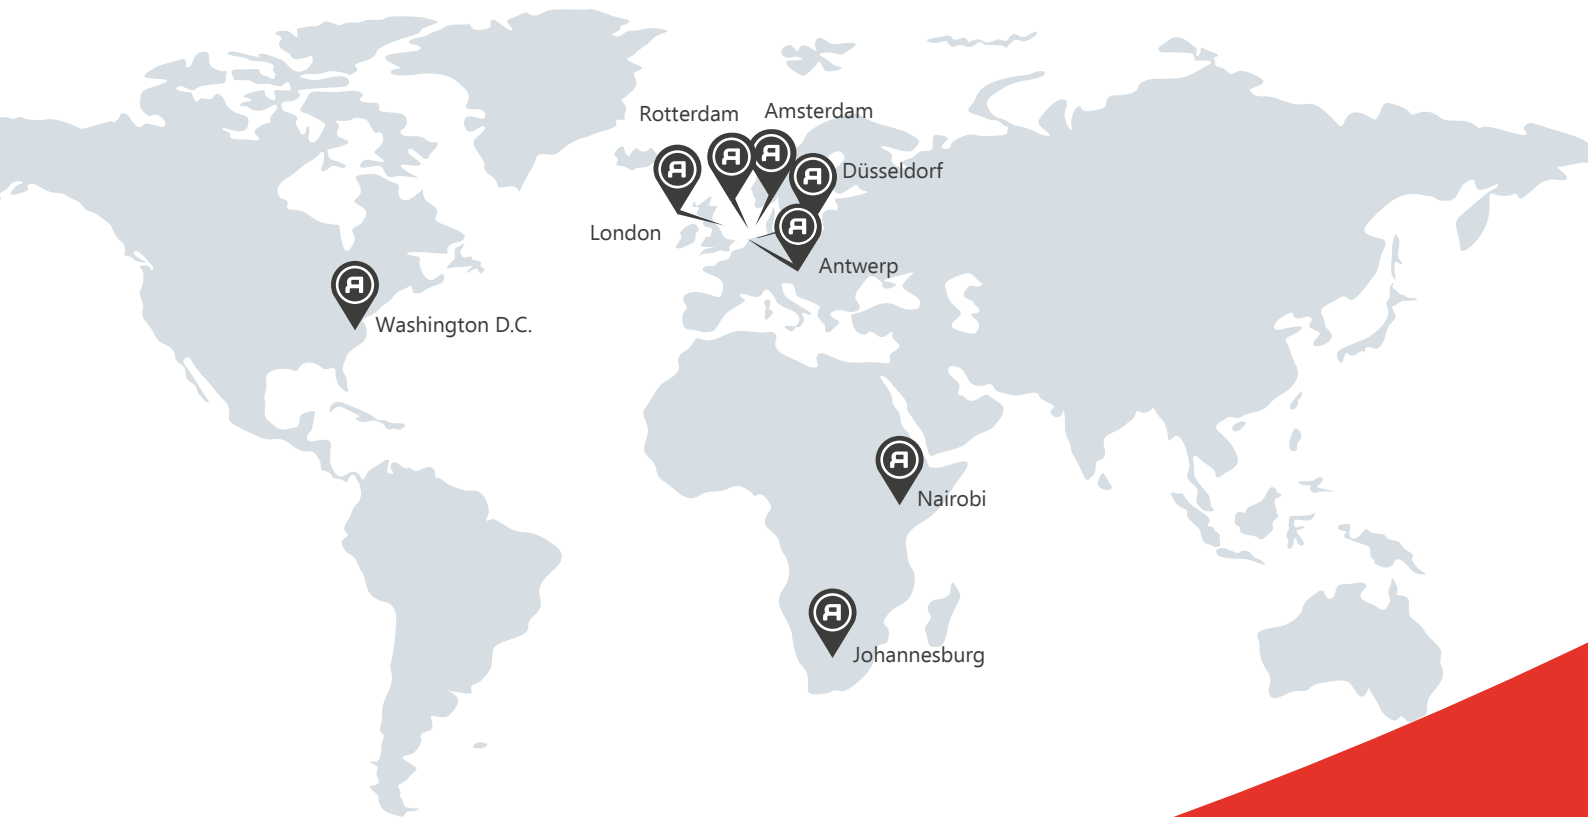 Rotterdam
Amsterdam
Düsseldorf
London
Antwerp
Washington D.C.
Nairobi
Johannesburg